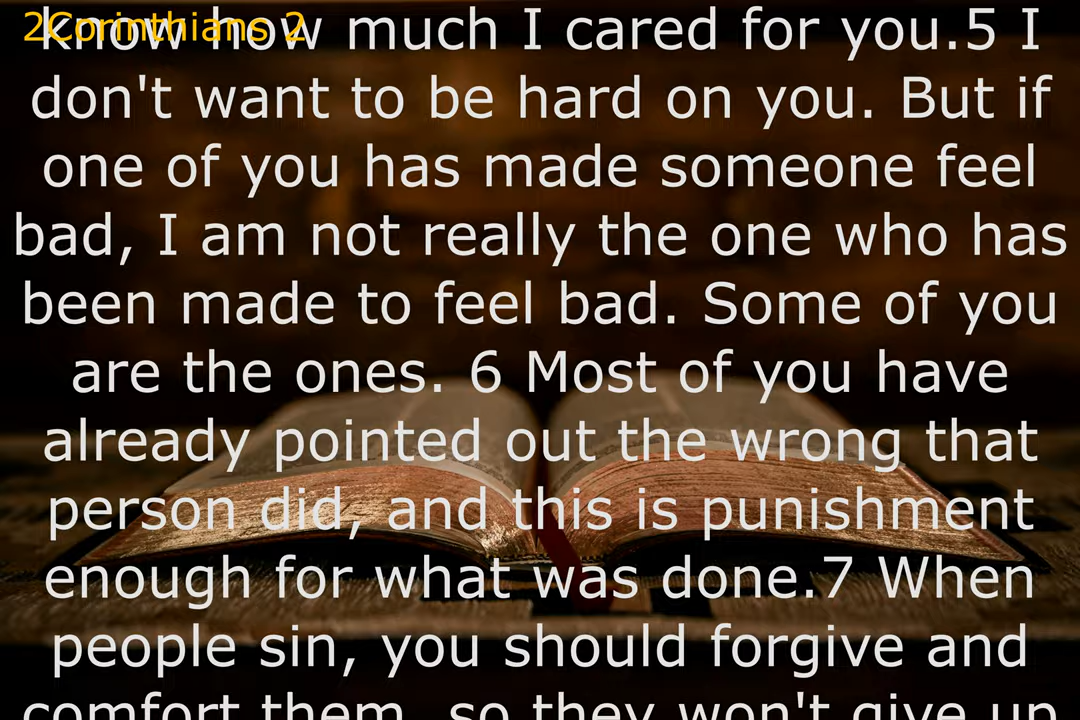 2Corinthians 2
know how much I cared for you.5 I
don't want to be hard on you. But if
one of you has made someone feel
bad, I am not really the one who has
been made to feel bad. Some of you
are the ones. 6 Most of you have
already pointed out the wrong that
person did, and this is punishment
enough for what was done.7 When
people sin, you should forgive and
comfort them, so they won't give up